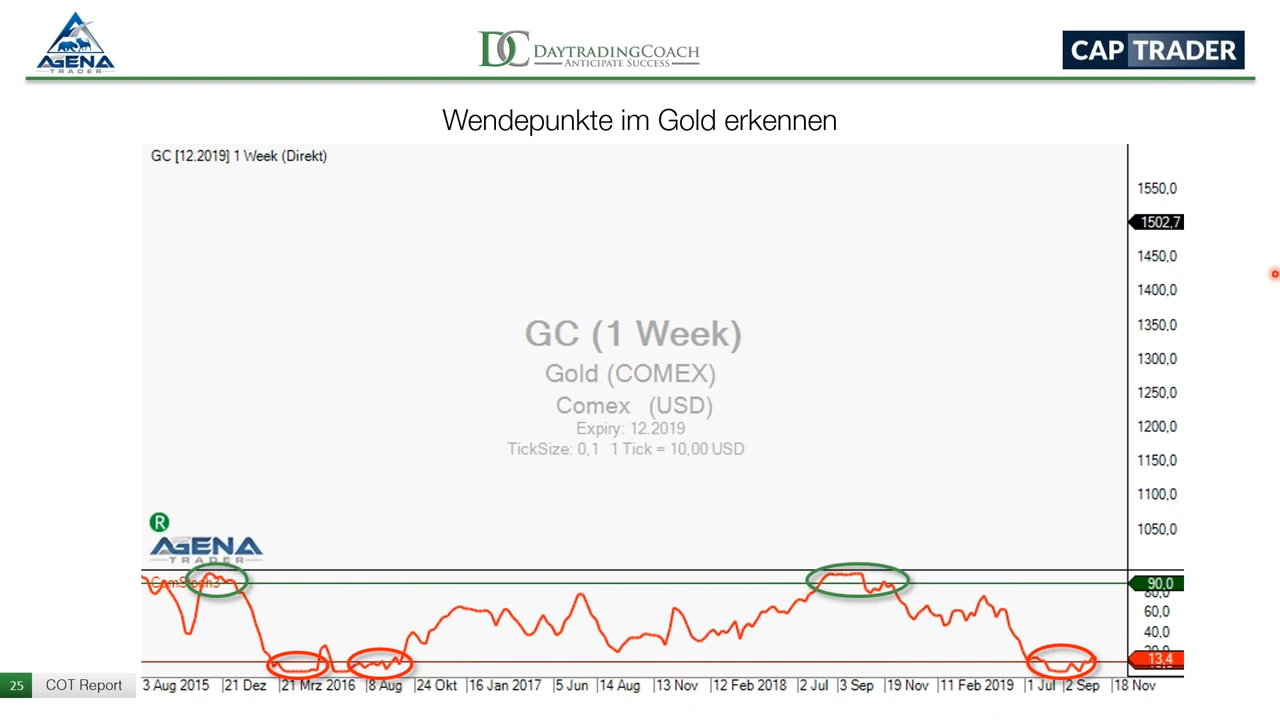 AGENA
TRADER
DC DAYTRADINGCOACH
ANTICIPATE SUCCESS
CAP TRADER
Wendepunkte im Gold erkennen
GC [12.2019] 1 Week (Direkt)
1550,0
1502,7
1450,0
1400,0
1350,0
1300,0
1250,0
1200,0
1150,0
1100,0
1050,0
GC (1 Week)
Gold (COMEX)
Comex (USD)
Expiry: 12.2019
TickSize: 0,1 1 Tick = 10,00 USD
R
AGENA
TRADER
90,0
80,0
60,0
40,0
13,4
3 Aug 2015 21 Dez 21 Mrz 2016 8 Aug 24 Okt 16 Jan 2017 5 Jun 14 Aug 13 Nov 12 Feb 2018 2 Jul 3 Sep 19 Nov 11 Feb 2019 1 Jul 2 Sep 18 Nov
25 COT Report